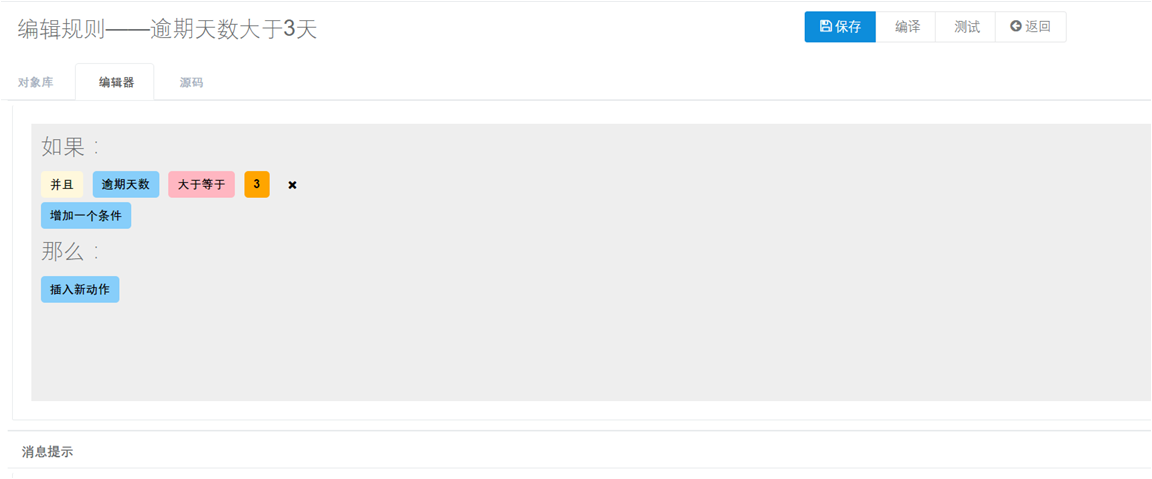 编辑规则——逾期天数大于3天
保存 编译 测试 返回
对象库 编辑器 源码
如果：
并且 逾期天数 大于等于 3
增加一个条件
那么：
插入新动作
消息提示